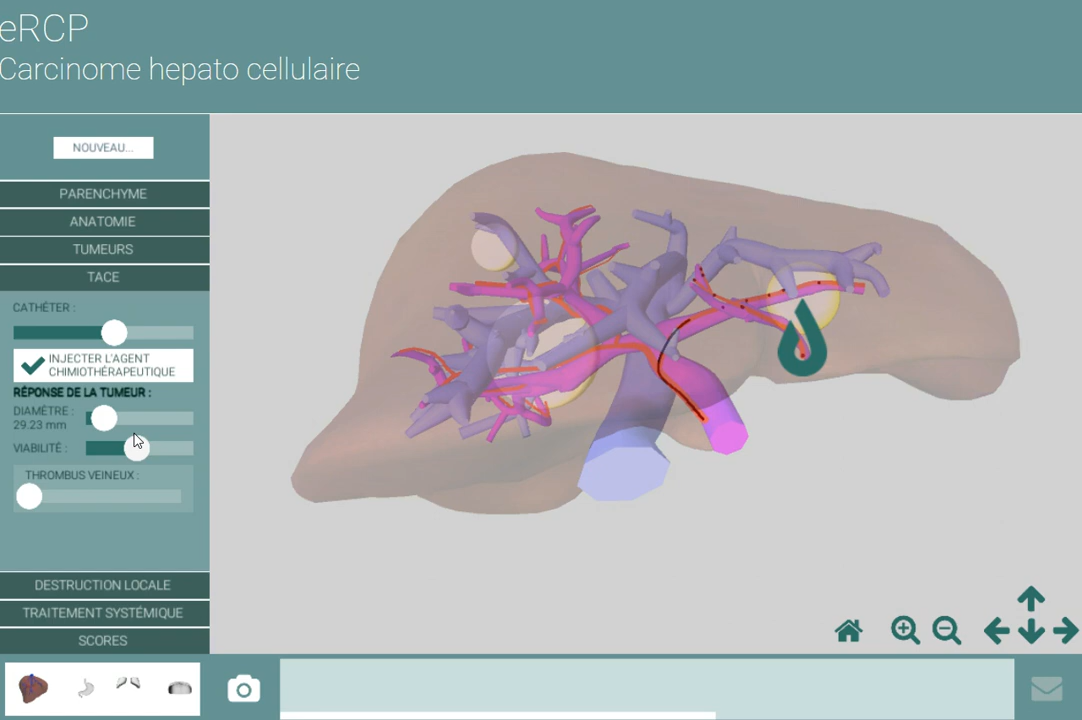 eRCP
Carcinome hepato cellulaire
NOUVEAU...
PARENCHYME
ANATOMIE
TUMEURS
TACE
CATHÉTER :
INJECTER L'AGENT
CHIMIOTHÉRAPEUTIQUE
RÉPONSE DE LA TUMEUR :
DIAMÈTRE :
29.23 mm
VIABILITÉ :
THROMBUS VEINEUX :
DESTRUCTION LOCALE
TRAITEMENT SYSTÉMIQUE
SCORES